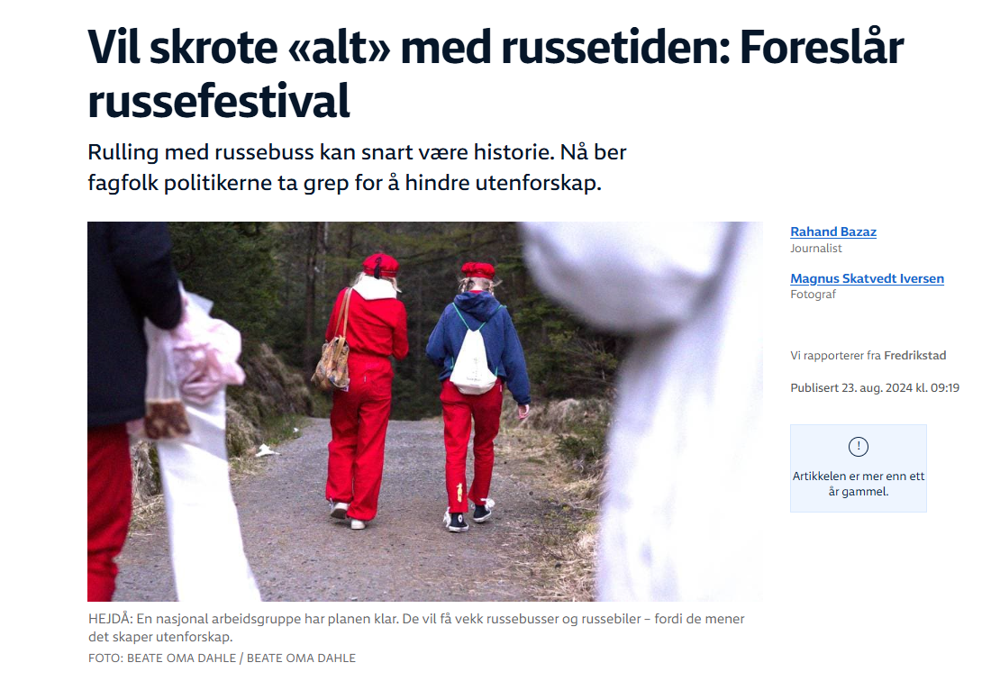 Vil skrote «alt» med russetiden: Foreslår
russefestival
Rulling med russebuss kan snart være historie. Nå ber
fagfolk politikerne ta grep for å hindre utenforskap.
Rahand Bazaz
Journalist
Magnus Skatvedt Iversen
Fotograf
Vi rapporterer fra Fredrikstad
Publisert 23. aug. 2024 kl. 09:19
Artikkelen er mer enn ett
år gammel.
HEJDÅ: En nasjonal arbeidsgruppe har planen klar. De vil få vekk russebusser og russebiler – fordi de mener
det skaper utenforskap.
FOTO: BEATE OMA DAHLE / BEATE OMA DAHLE